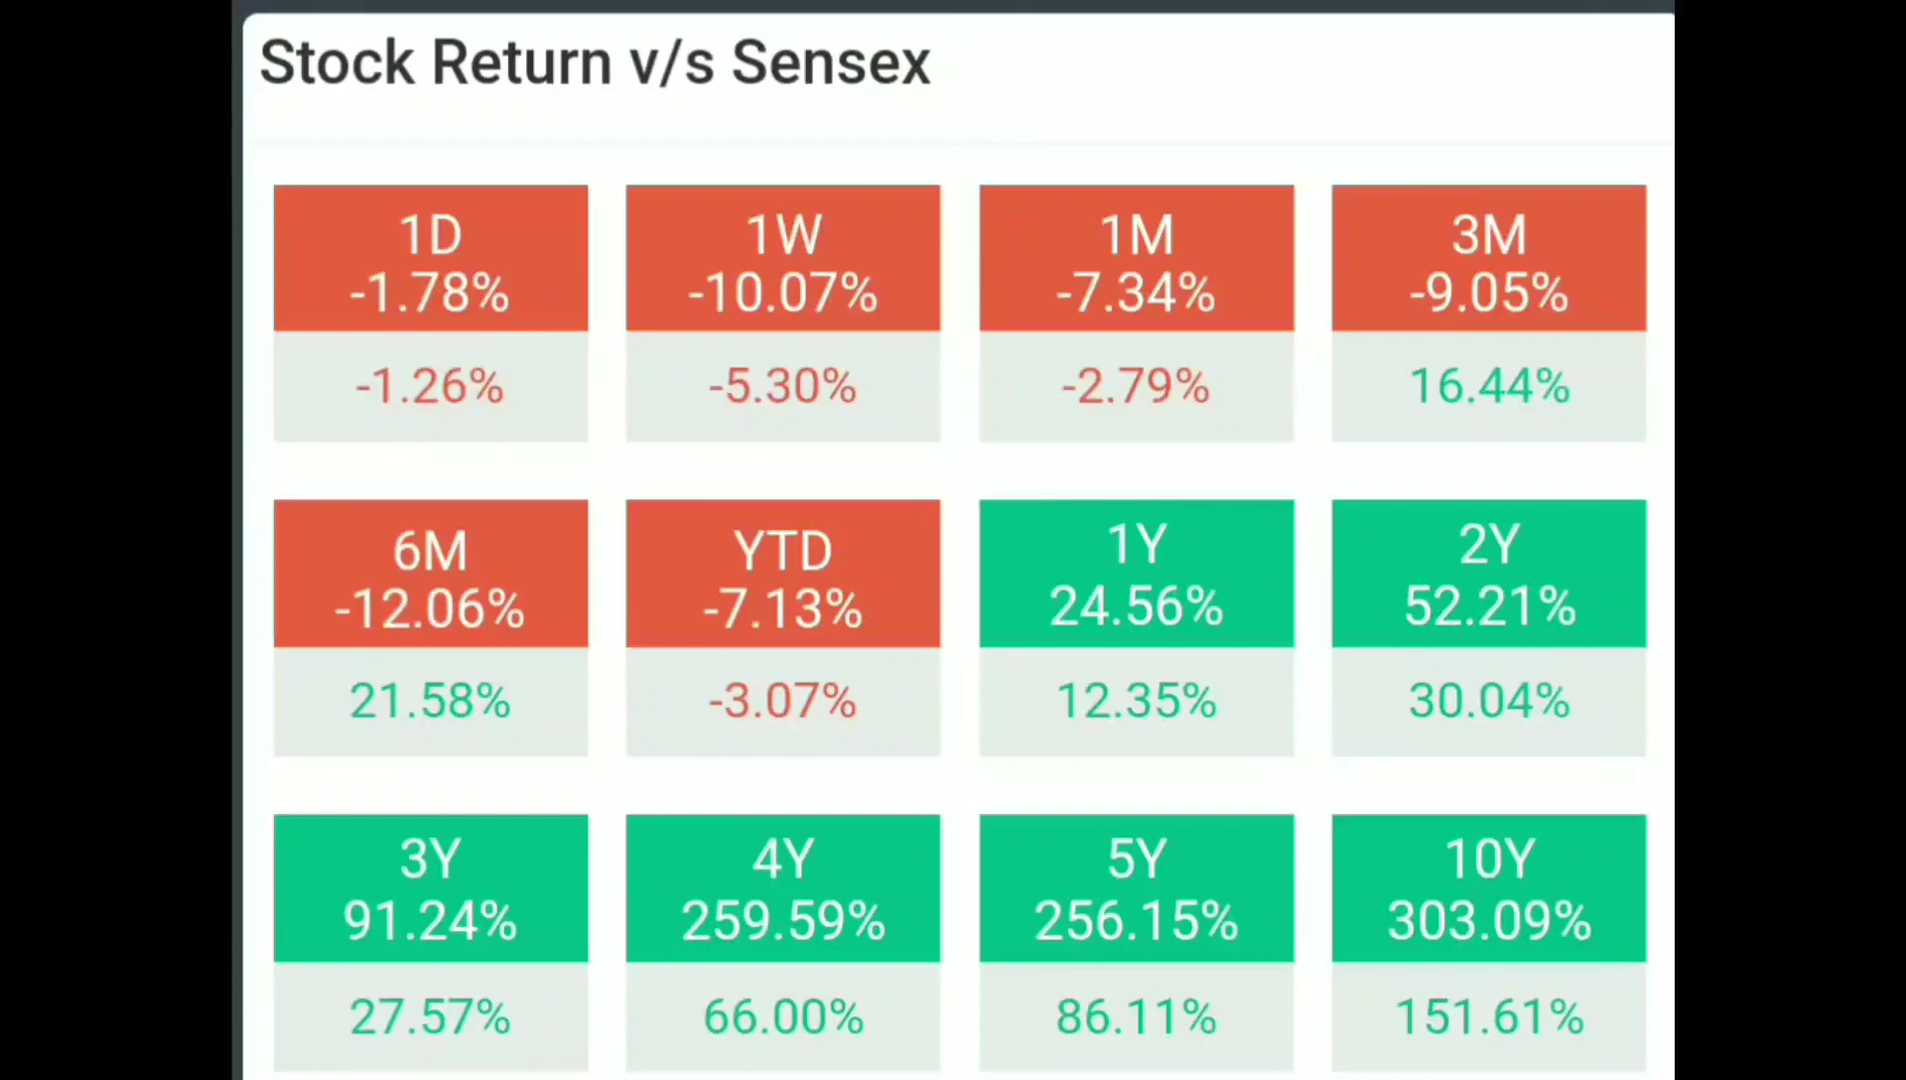 Stock Return v/s Sensex
1D
-1.78%
-1.26%
1W
-10.07%
-5.30%
1M
-7.34%
-2.79%
3M
-9.05%
16.44%
6M
-12.06%
21.58%
YTD
-7.13%
-3.07%
1Y
24.56%
12.35%
2Y
52.21%
30.04%
3Y
91.24%
27.57%
4Y
259.59%
66.00%
5Y
256.15%
86.11%
10Y
303.09%
151.61%